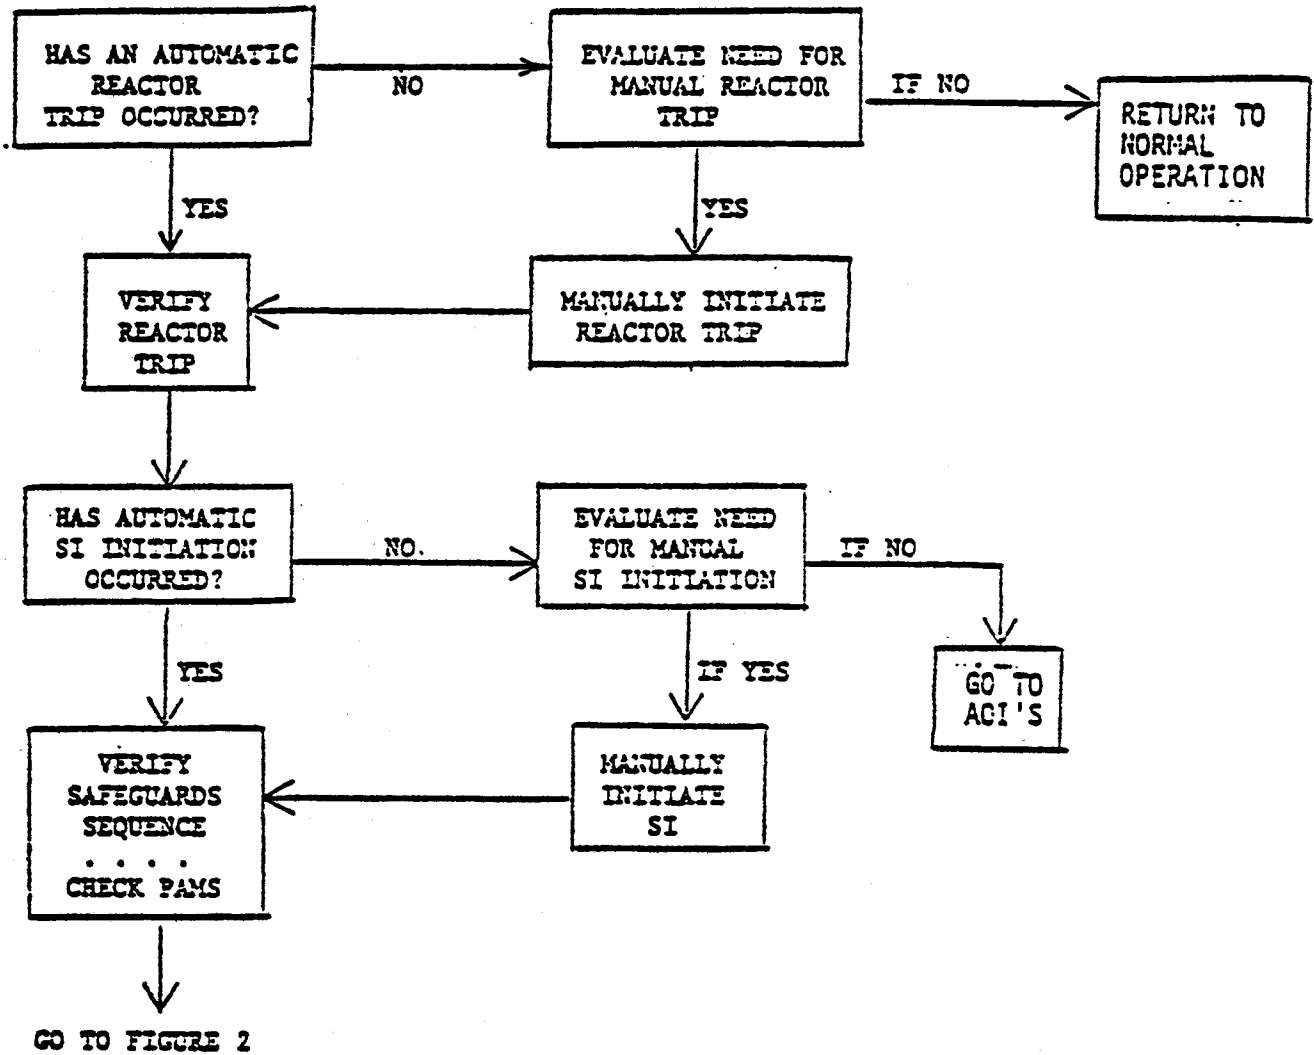 HAS AN AUTOMATIC
REACTOR
TRIP OCCURRED?
NO
EVALUATE NEED FOR
MANUAL REACTOR
TRIP
IF NO
RETURN TO
NORMAL
OPERATION
YES
YES
VERIFY
REACTOR
TRIP
MANUALLY INITIATE
REACTOR TRIP
HAS AUTOMATIC
SI INITIATION
OCCURRED?
NO.
EVALUATE NEED
FOR MANUAL
SI INITIATION
IF NO
YES
IF YES
GO TO
AOI'S
VERIFY
SAFEGUARDS
SEQUENCE
. . . .
CHECK PAMS
MANUALLY
INITIATE
SI
GO TO FIGURE 2